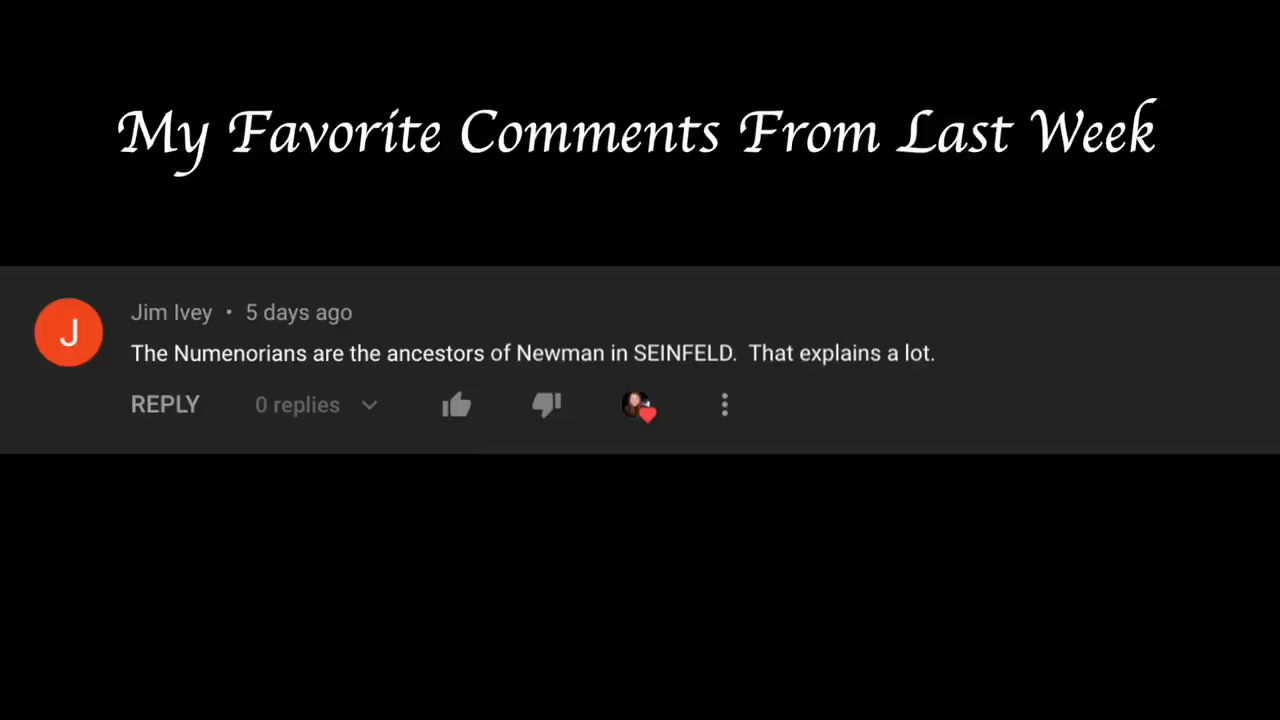 My Favorite Comments From Last Week
J
Jim Ivey • 5 days ago
The Numenorians are the ancestors of Newman in SEINFELD.  That explains a lot.
REPLY 0 replies